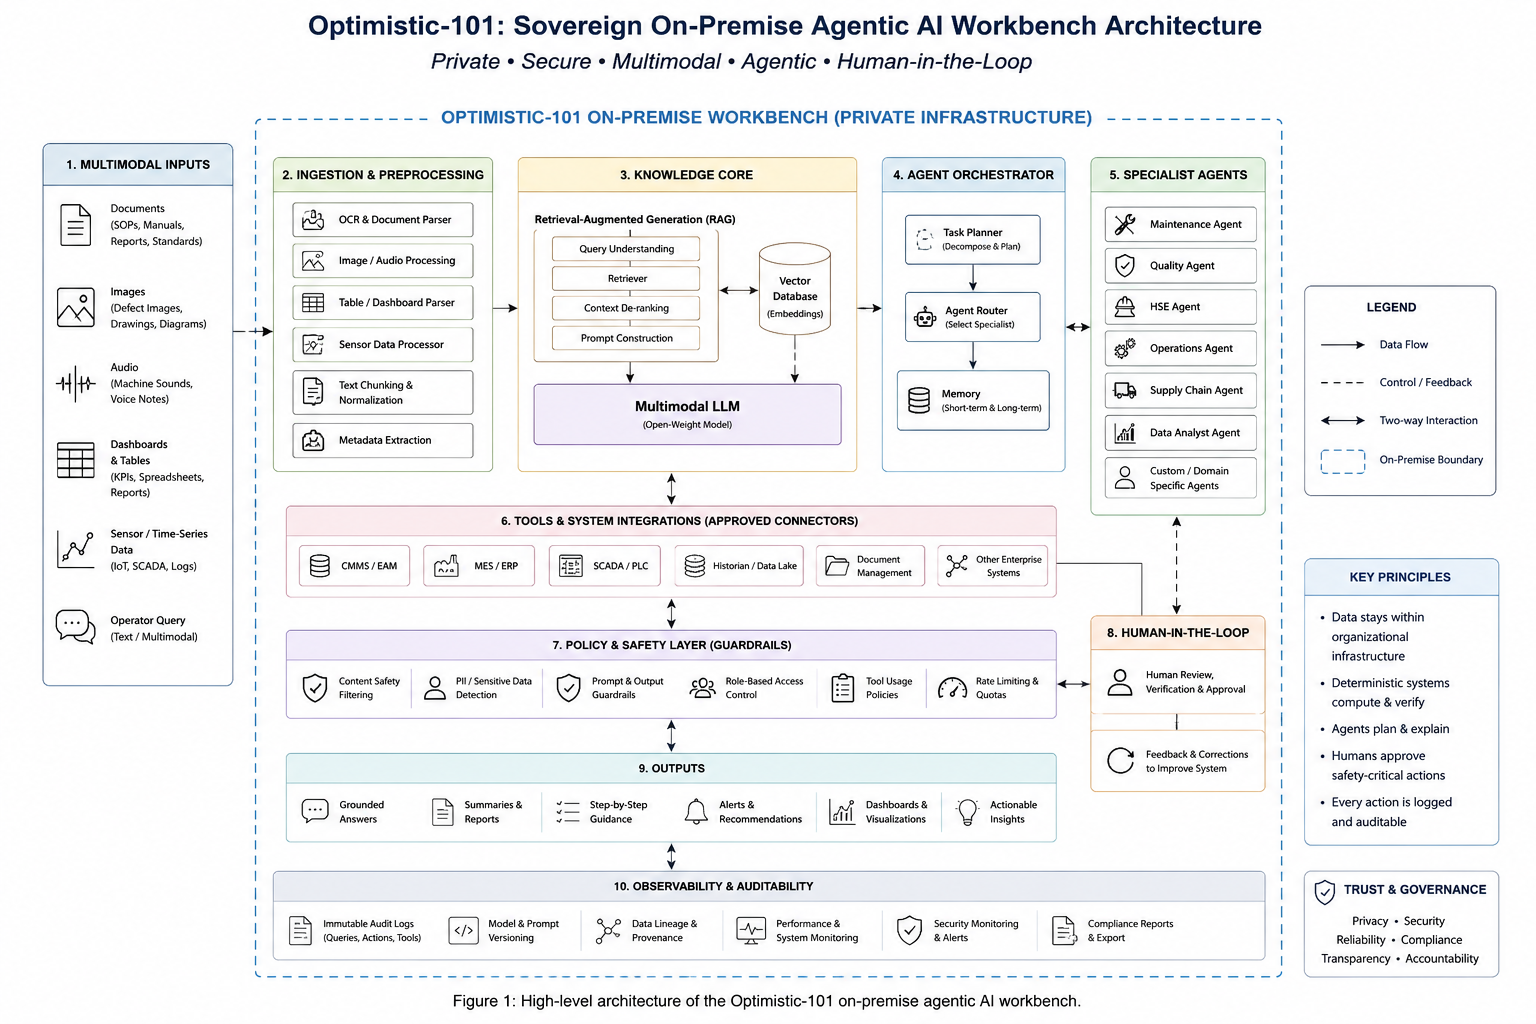 Optimistic-101: Sovereign On-Premise Agentic AI Workbench Architecture
Private • Secure • Multimodal • Agentic • Human-in-the-Loop
OPTIMISTIC-101 ON-PREMISE WORKBENCH (PRIVATE INFRASTRUCTURE)
1. MULTIMODAL INPUTS
Documents
(SOPs, Manuals,
Reports, Standards)
Images
(Defect Images,
Drawings, Diagrams)
Audio
(Machine Sounds,
Voice Notes)
Dashboards
& Tables
(KPIs, Spreadsheets,
Reports)
Sensor / Time-Series
Data
(IoT, SCADA, Logs)
Operator Query
(Text / Multimodal)
2. INGESTION & PREPROCESSING
OCR & Document Parser
Image / Audio Processing
Table / Dashboard Parser
Sensor Data Processor
Text Chunking &
Normalization
Metadata Extraction
3. KNOWLEDGE CORE
Retrieval-Augmented Generation (RAG)
Query Understanding
Retriever
Context De-ranking
Prompt Construction
Vector
Database
(Embeddings)
Multimodal LLM
(Open-Weight Model)
4. AGENT ORCHESTRATOR
Task Planner
(Decompose & Plan)
Agent Router
(Select Specialist)
Memory
(Short-term & Long-term)
5. SPECIALIST AGENTS
Maintenance Agent
Quality Agent
HSE Agent
Operations Agent
Supply Chain Agent
Data Analyst Agent
Custom / Domain
Specific Agents
6. TOOLS & SYSTEM INTEGRATIONS (APPROVED CONNECTORS)
CMMS / EAM
MES / ERP
SCADA / PLC
Historian / Data Lake
Document
Management
Other Enterprise
Systems
7. POLICY & SAFETY LAYER (GUARDRAILS)
Content Safety
Filtering
PII / Sensitive Data
Detection
Prompt & Output
Guardrails
Role-Based Access
Control
Tool Usage
Policies
Rate Limiting &
Quotas
8. HUMAN-IN-THE-LOOP
Human Review,
Verification & Approval
Feedback & Corrections
to Improve System
9. OUTPUTS
Grounded
Answers
Summaries &
Reports
Step-by-Step
Guidance
Alerts &
Recommendations
Dashboards &
Visualizations
Actionable
Insights
10. OBSERVABILITY & AUDITABILITY
Immutable Audit Logs
(Queries, Actions, Tools)
Model & Prompt
Versioning
Data Lineage &
Provenance
Performance &
System Monitoring
Security Monitoring
& Alerts
Compliance Reports
& Export
LEGEND
Data Flow
Control / Feedback
Two-way Interaction
On-Premise Boundary
KEY PRINCIPLES
• Data stays within
organizational
infrastructure
• Deterministic systems
compute & verify
• Agents plan & explain
• Humans approve
safety-critical actions
• Every action is logged
and auditable
TRUST & GOVERNANCE
Privacy • Security
Reliability • Compliance
Transparency • Accountability
Figure 1: High-level architecture of the Optimistic-101 on-premise agentic AI workbench.